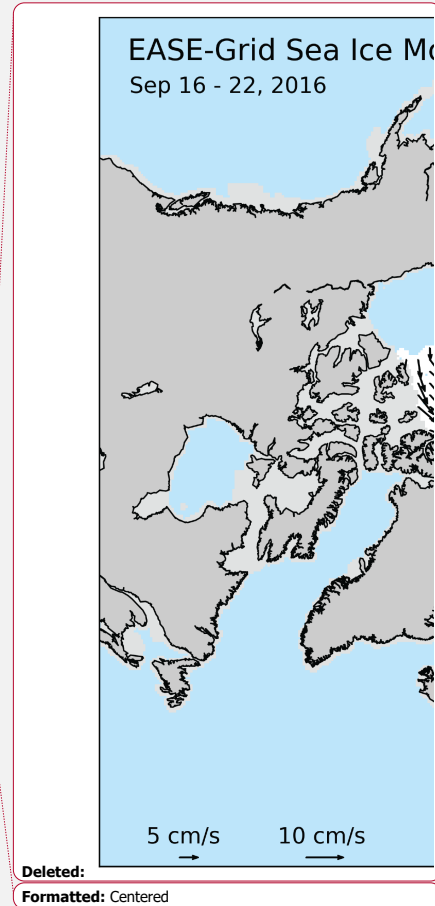 EASE-Grid Sea Ice Mo
Sep 16 - 22, 2016
5 cm/s
10 cm/s
Deleted:
Formatted: Centered